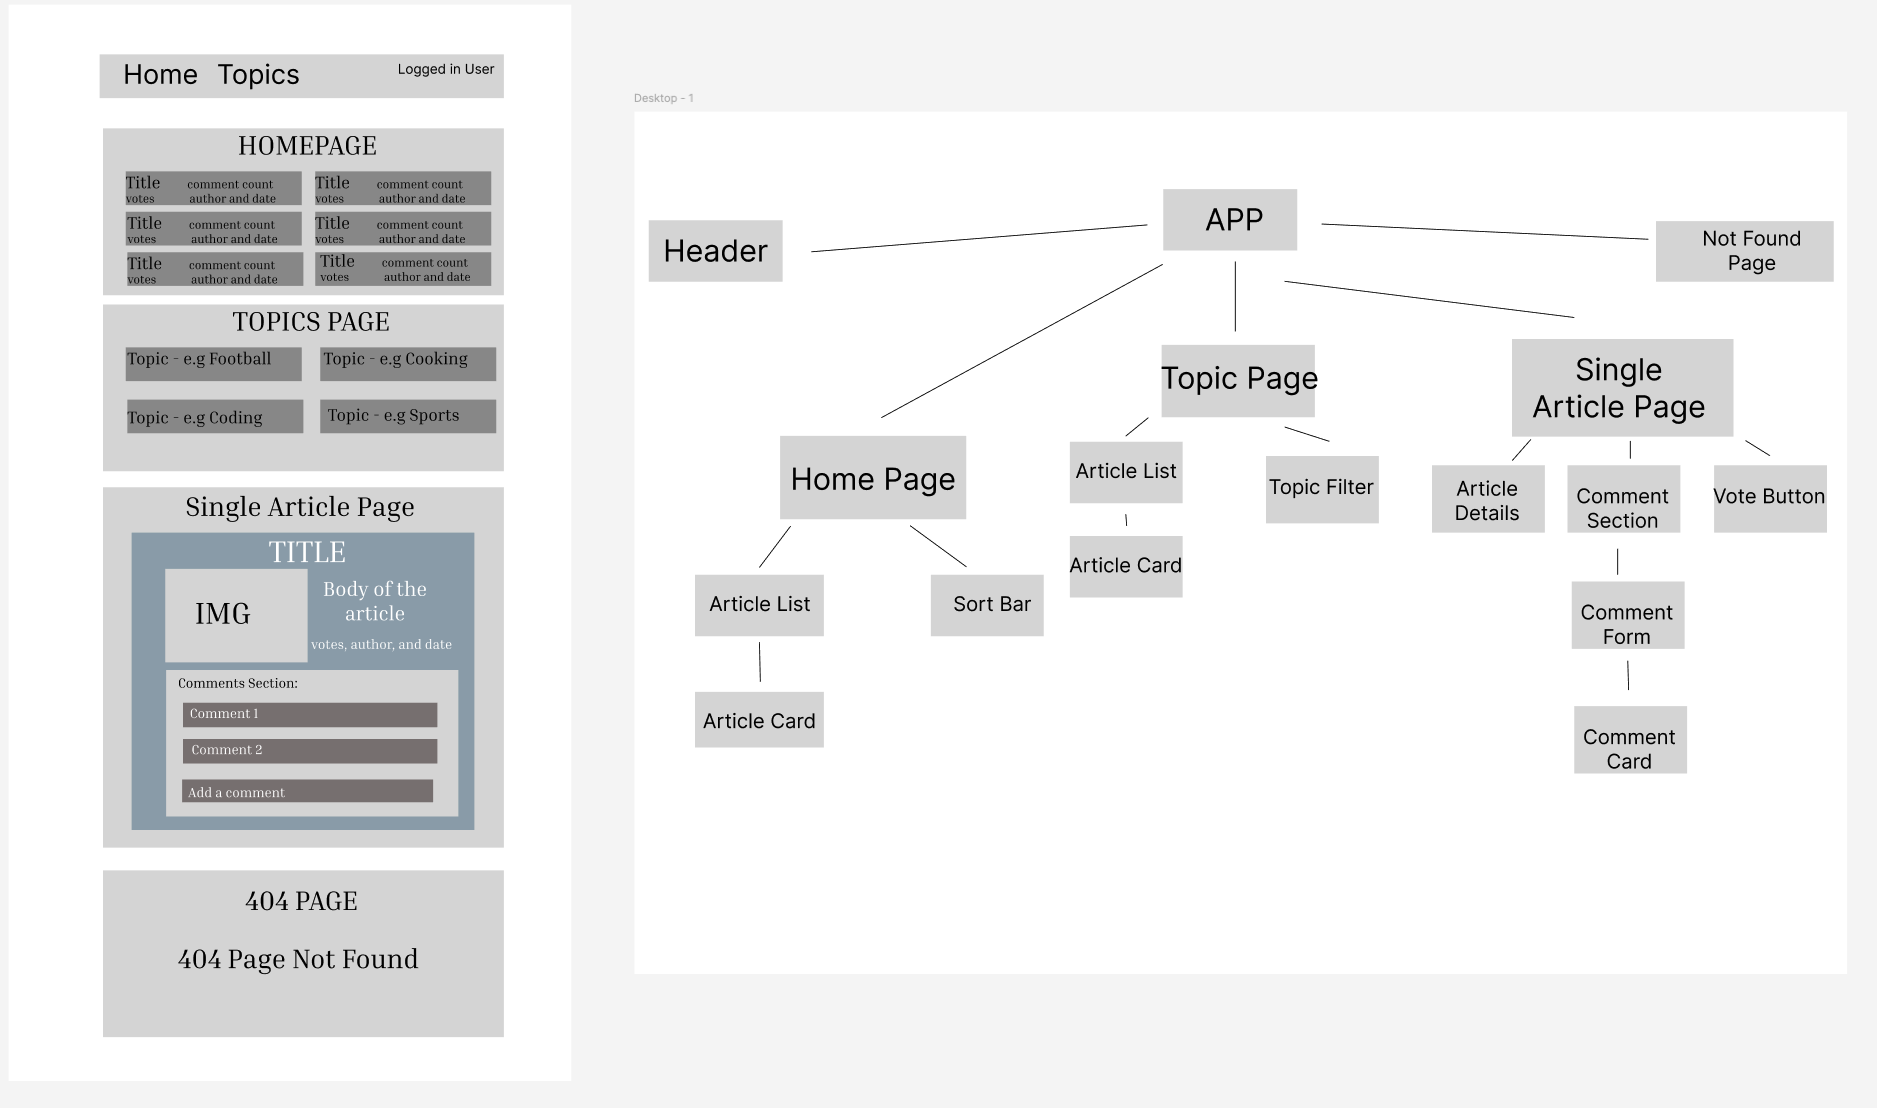 Home Topics
Logged in User
HOMEPAGE
Title comment count
votes author and date
Title comment count
votes author and date
Title comment count
votes author and date
Title comment count
votes author and date
Title comment count
votes author and date
Title comment count
votes author and date
TOPICS PAGE
Topic - e.g Football
Topic - e.g Cooking
Topic - e.g Coding
Topic - e.g Sports
Single Article Page
TITLE
IMG
Body of the
article
votes, author, and date
Comments Section:
Comment 1
Comment 2
Add a comment
404 PAGE
404 Page Not Found
Desktop - 1
APP
Header
Not Found
Page
Topic Page
Single
Article Page
Home Page
Article List
Topic Filter
Article
Details
Comment
Section
Vote Button
Article Card
Article List
Sort Bar
Comment
Form
Article Card
Comment
Card